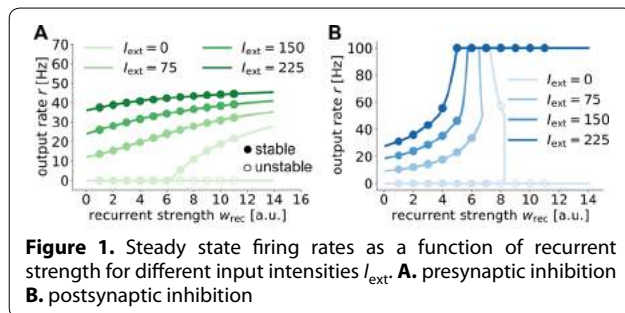 A
B
I_ext = 0
I_ext = 150
I_ext = 75
I_ext = 225
output rate r [Hz]
70
60
50
40
30
20
10
0
stable
unstable
0 2 4 6 8 10 12 14 16
recurrent strength w_rec [a.u.]
output rate r [Hz]
100
80
60
40
20
0
I_ext = 0
I_ext = 75
I_ext = 150
I_ext = 225
0 2 4 6 8 10 12 14
recurrent strength w_rec [a.u.]
Figure 1. Steady state firing rates as a function of recurrent
strength for different input intensities I_ext. A. presynaptic inhibition
B. postsynaptic inhibition